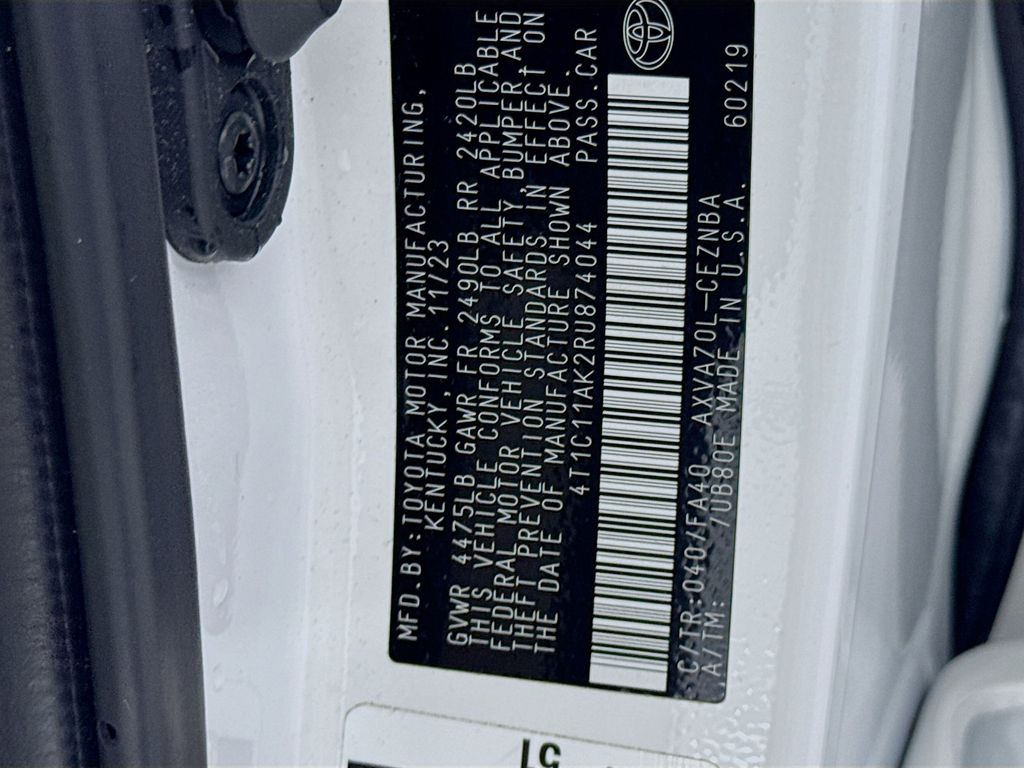 MFD.BY:TOYOTA MOTOR MANUFACTURING,
KENTUCKY, INC. 11/23
GVWR 4475LB GAWR FR 2490LB RR 2420LB
THIS VEHICLE CONFORMS TO ALL APPLICABLE
FEDERAL MOTOR VEHICLE SAFETY, BUMPER, AND
THEFT PREVENTION STANDARDS IN EFFECT ON
THE DATE OF MANUFACTURE SHOWN ABOVE.
4T1C11AK2RU874044 PASS.CAR
C/TR:040/FA40 AXVA70L-CEZNBA
A/TM: /UB80E MADE IN U.S.A. 60219